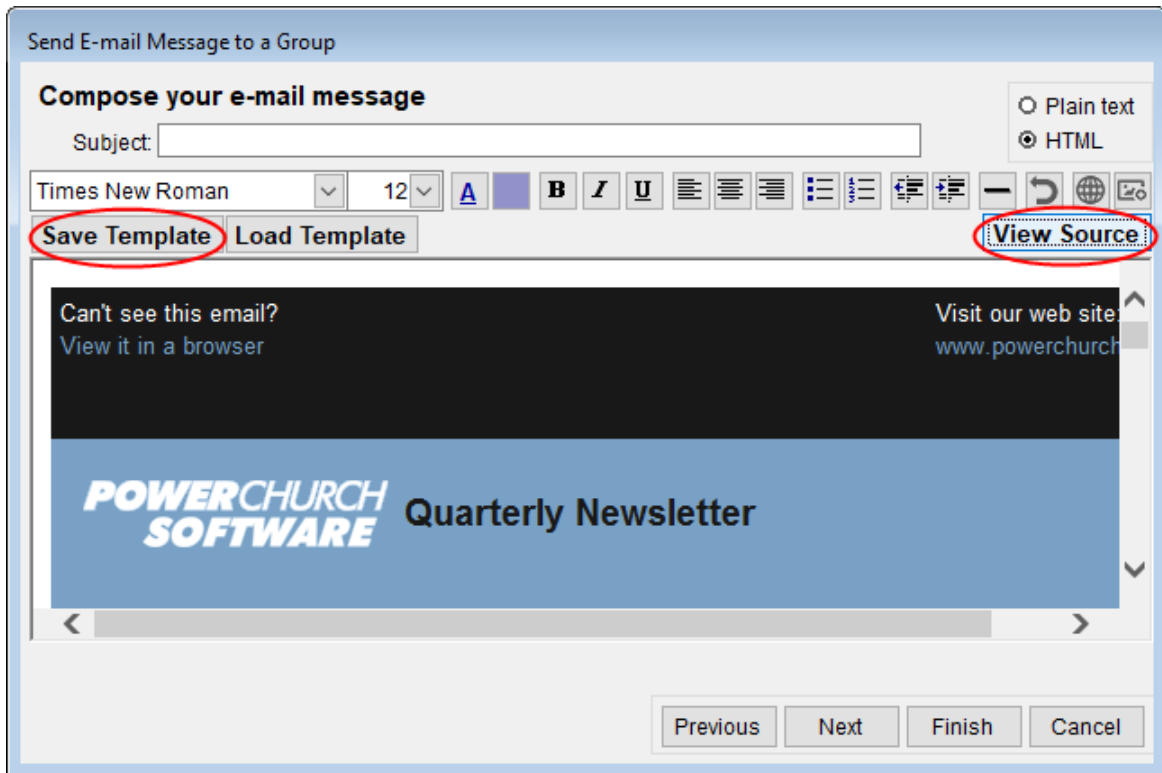 Send E-mail Message to a Group
Compose your e-mail message
Plain text
Subject:
HTML
Times New Roman 12 A B I U
Save Template Load Template View Source
Can't see this email? Visit our web site:
View it in a browser www.powerchurch
POWERCHURCH
SOFTWARE
Quarterly Newsletter
Previous Next Finish Cancel